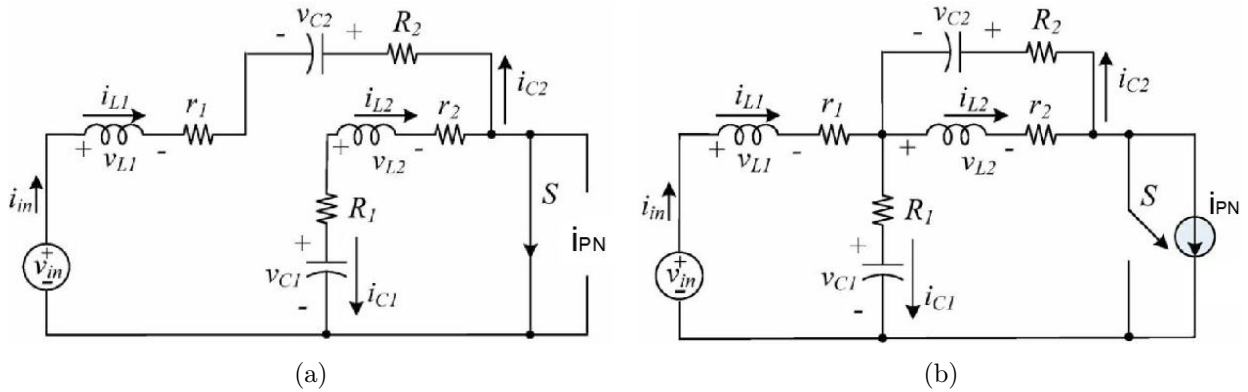 v_C2
- + R_2
i_C2
i_L1 r_1 i_L2 r_2
+ - + -
v_L1 v_L2
i_in R_1 S i_PN
+
v_in v_C1 i_C1
+
-
-
(a)
v_C2
- + R_2
i_C2
i_L1 r_1 i_L2 r_2
+ - + -
v_L1 v_L2
i_in R_1 S i_PN
+
v_in v_C1 i_C1
+
-
-
(b)